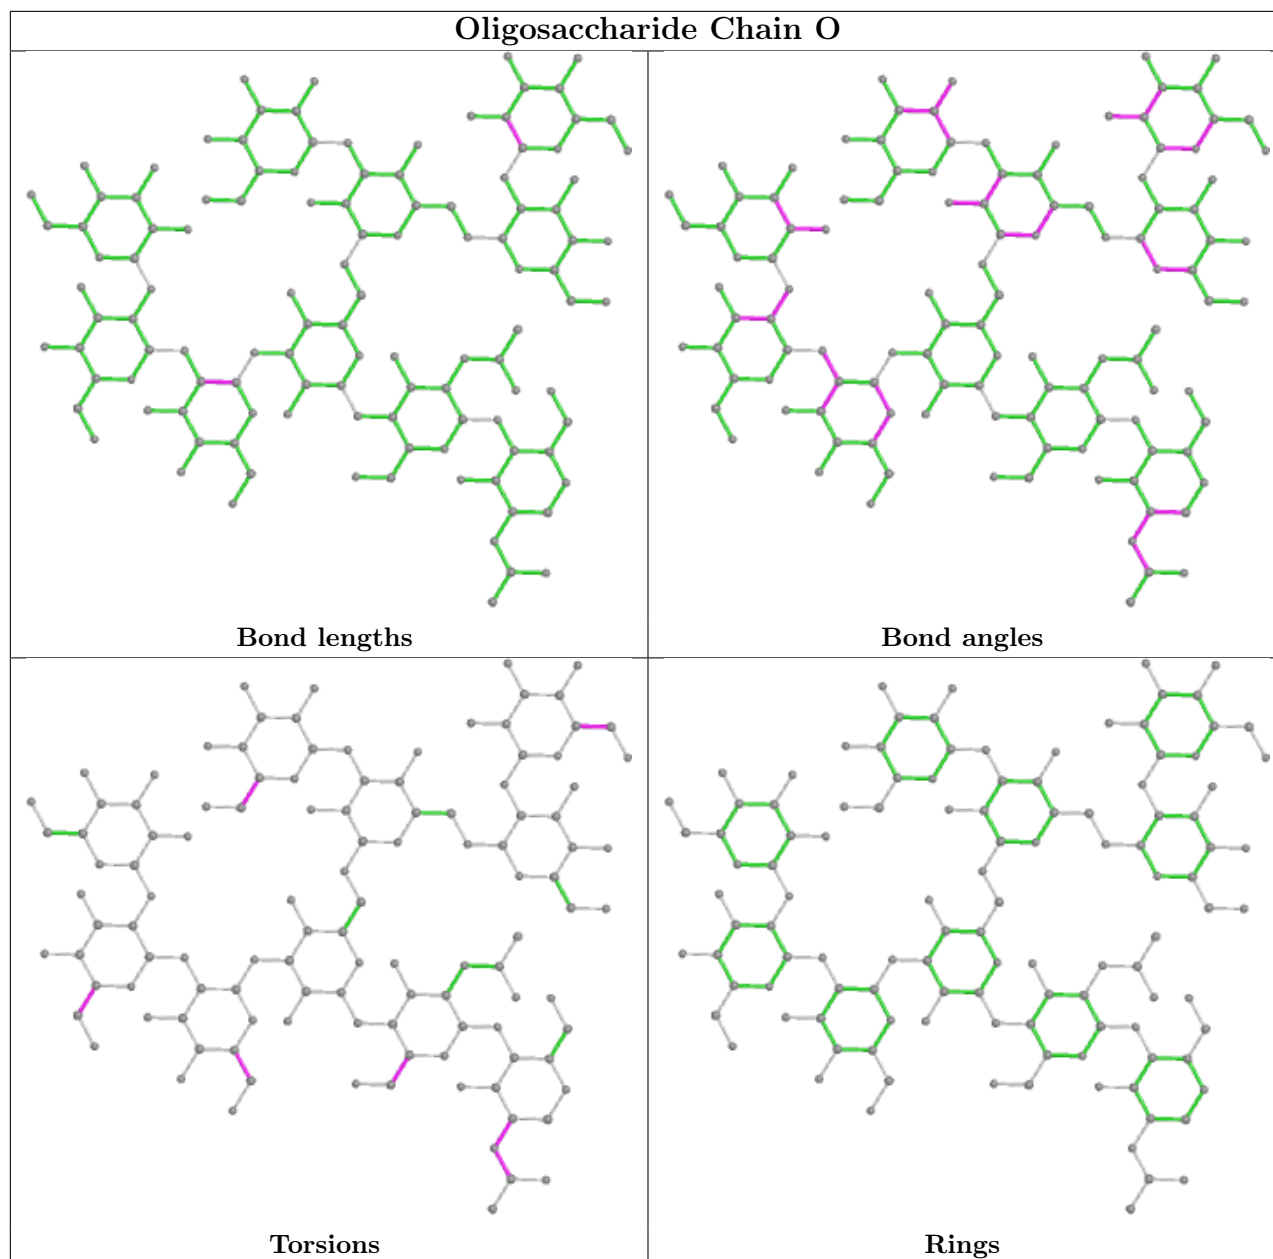 Oligosaccharide Chain O
Bond lengths
Bond angles
Torsions
Rings